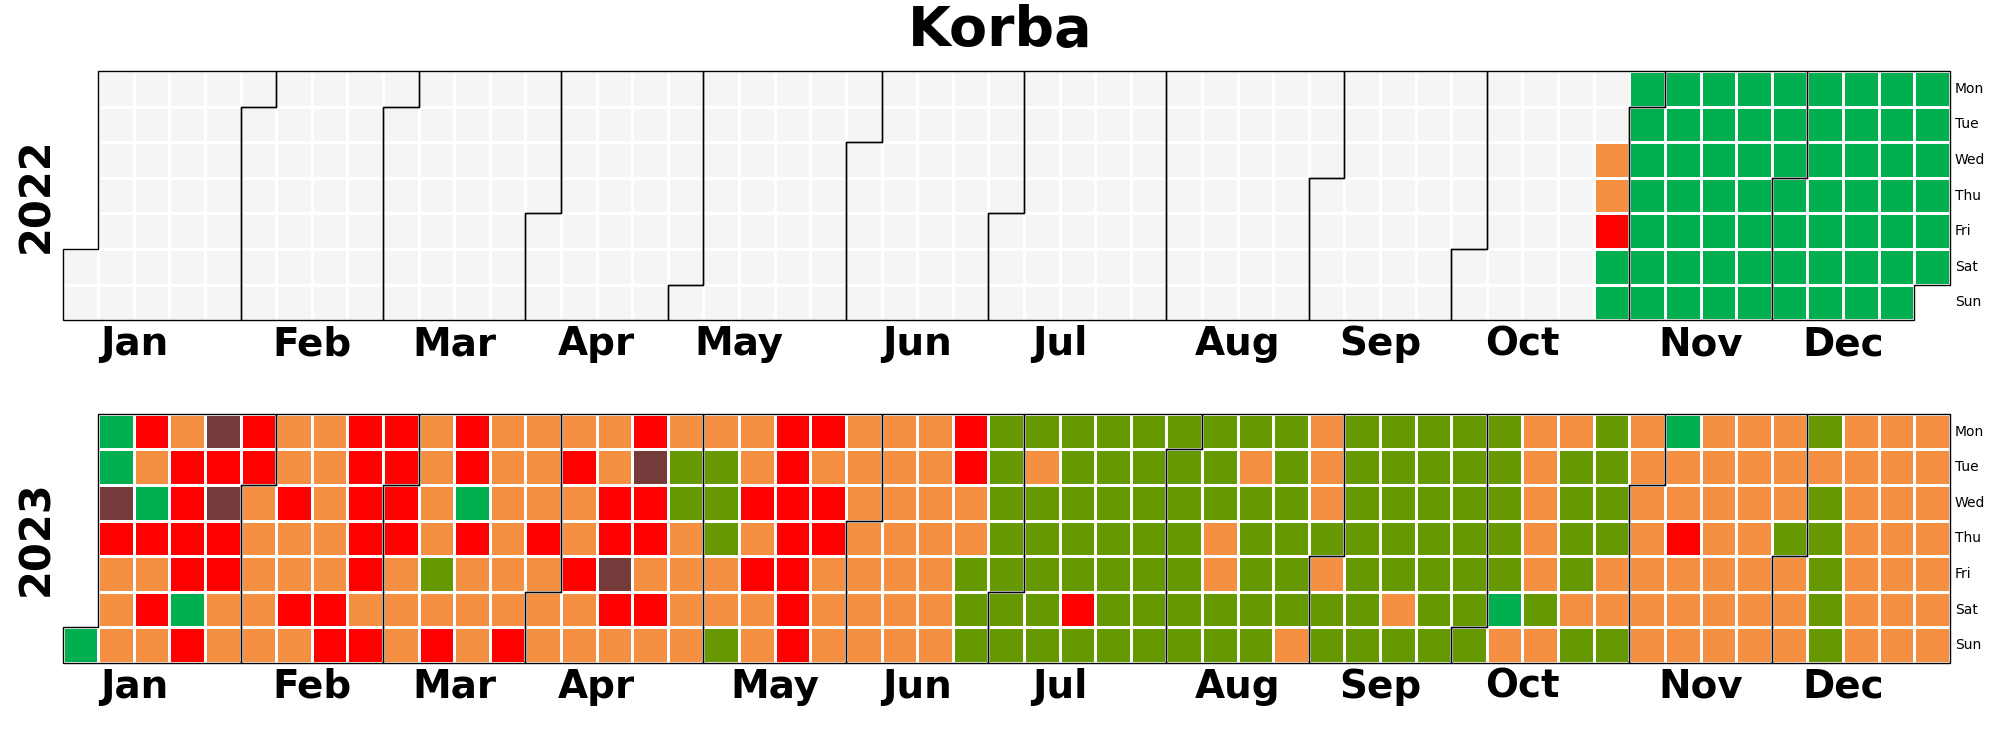 Korba
2022
Mon
Tue
Wed
Thu
Fri
Sat
Sun
Jan Feb Mar Apr May Jun Jul Aug Sep Oct Nov Dec
2023
Mon
Tue
Wed
Thu
Fri
Sat
Sun
Jan Feb Mar Apr May Jun Jul Aug Sep Oct Nov Dec